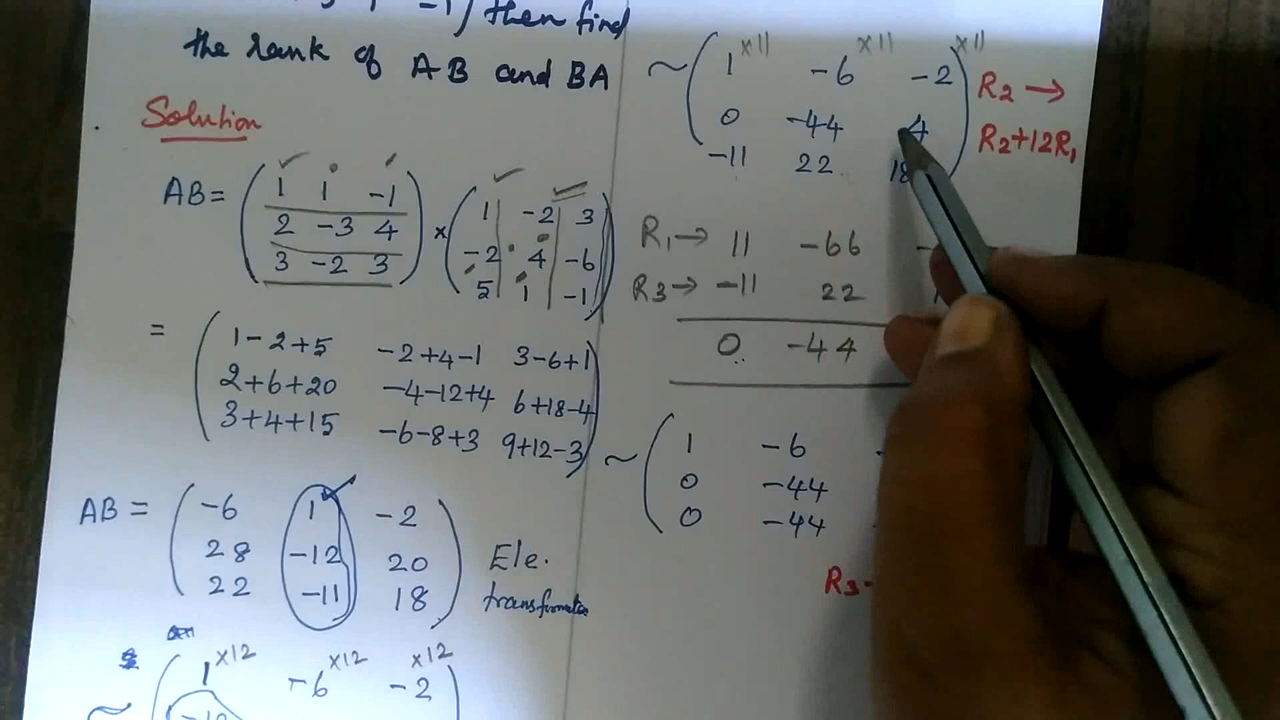 -1) then find
the rank of AB and BA
Solution
AB = ( 1 1 -1
2 -3 4
3 -2 3 ) × ( 1 -2 3
-2 4 -6
5 1 -1 )
= ( 1-2+5 -2+4-1 3-6+1
2+6+20 -4-12+4 6+18-4
3+4+15 -6-8+3 9+12-3 )
AB = ( -6 1 -2
28 -12 20
22 -11 18 ) Ele.
transformation
~ ( 1 ×12 -6 ×12 -2 ×12
-12
~ ( 1 ×11 -6 ×11 -2 ×11
0 -44 4
-11 22 18 ) R2 →
R2+12R1
R1→ 11 -66
R3→ -11 22
0 -44
~ ( 1 -6
0 -44
0 -44
R3